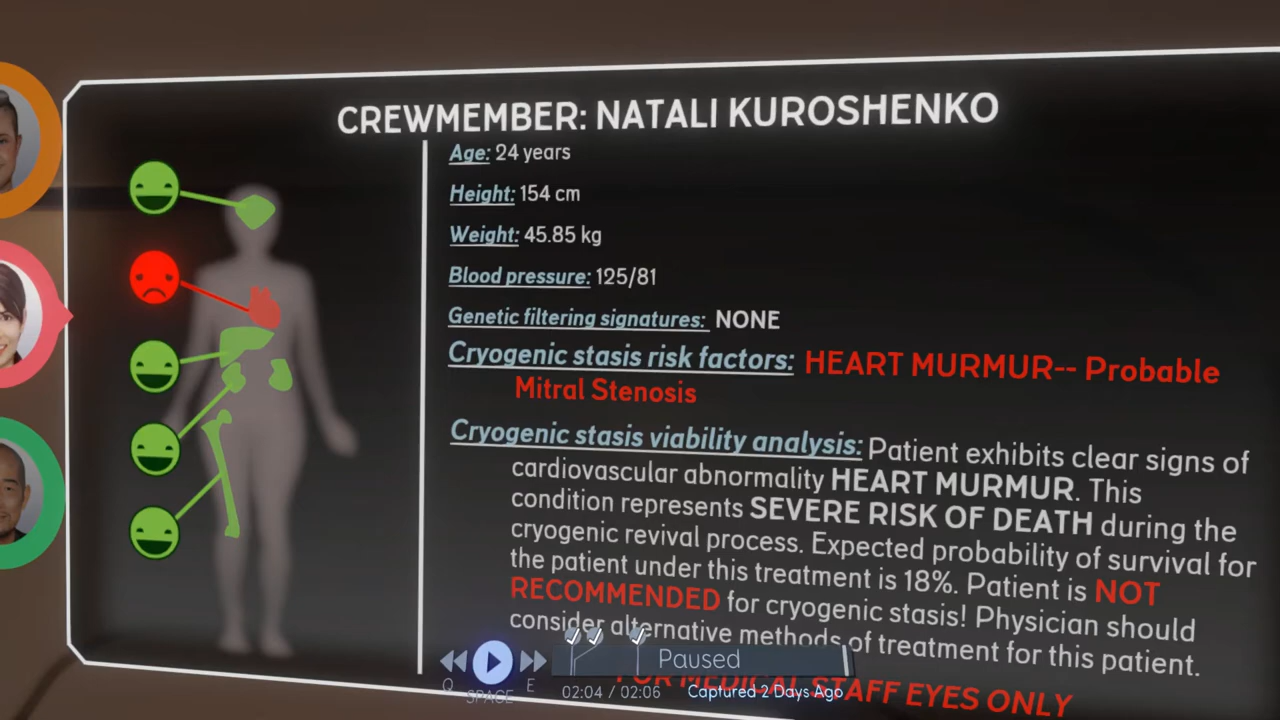 CREWMEMBER: NATALI KUROSHENKO
Age: 24 years
Height: 154 cm
Weight: 45.85 kg
Blood pressure: 125/81
Genetic filtering signatures: NONE
Cryogenic stasis risk factors: HEART MURMUR-- Probable
Mitral Stenosis
Cryogenic stasis viability analysis: Patient exhibits clear signs of
cardiovascular abnormality HEART MURMUR. This
condition represents SEVERE RISK OF DEATH during the
cryogenic revival process. Expected probability of survival for
the patient under this treatment is 18%. Patient is NOT
RECOMMENDED for cryogenic stasis! Physician should
consider alternative methods of treatment for this patient.
FOR MEDICAL STAFF EYES ONLY
Paused
Q SPACE E
02:04 / 02:06 Captured 2 Days Ago